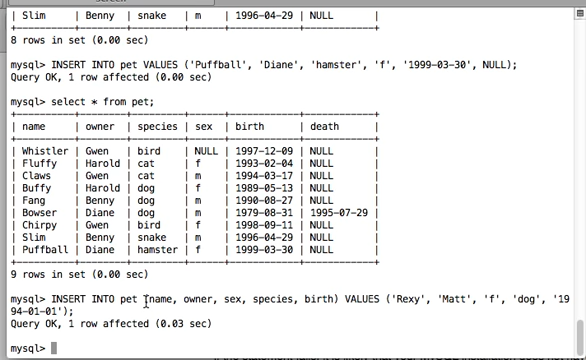 | Slim | Benny | snake | m | 1996-04-29 | NULL |
+----------+--------+---------+------+------------+------------+
8 rows in set (0.00 sec)
mysql> INSERT INTO pet VALUES ('Puffball', 'Diane', 'hamster', 'f', '1999-03-30', NULL);
Query OK, 1 row affected (0.00 sec)
mysql> select * from pet;
+----------+--------+---------+------+------------+------------+
| name | owner | species | sex | birth | death |
+----------+--------+---------+------+------------+------------+
| Whistler | Gwen | bird | NULL | 1997-12-09 | NULL |
| Fluffy | Harold | cat | f | 1993-02-04 | NULL |
| Claws | Gwen | cat | m | 1994-03-17 | NULL |
| Buffy | Harold | dog | f | 1989-05-13 | NULL |
| Fang | Benny | dog | m | 1990-08-27 | NULL |
| Bowser | Diane | dog | m | 1979-08-31 | 1995-07-29 |
| Chirpy | Gwen | bird | f | 1998-09-11 | NULL |
| Slim | Benny | snake | m | 1996-04-29 | NULL |
| Puffball | Diane | hamster | f | 1999-03-30 | NULL |
+----------+--------+---------+------+------------+------------+
9 rows in set (0.00 sec)
mysql> INSERT INTO pet (name, owner, sex, species, birth) VALUES ('Rexy', 'Matt', 'f', 'dog', '19
94-01-01');
Query OK, 1 row affected (0.03 sec)
mysql>